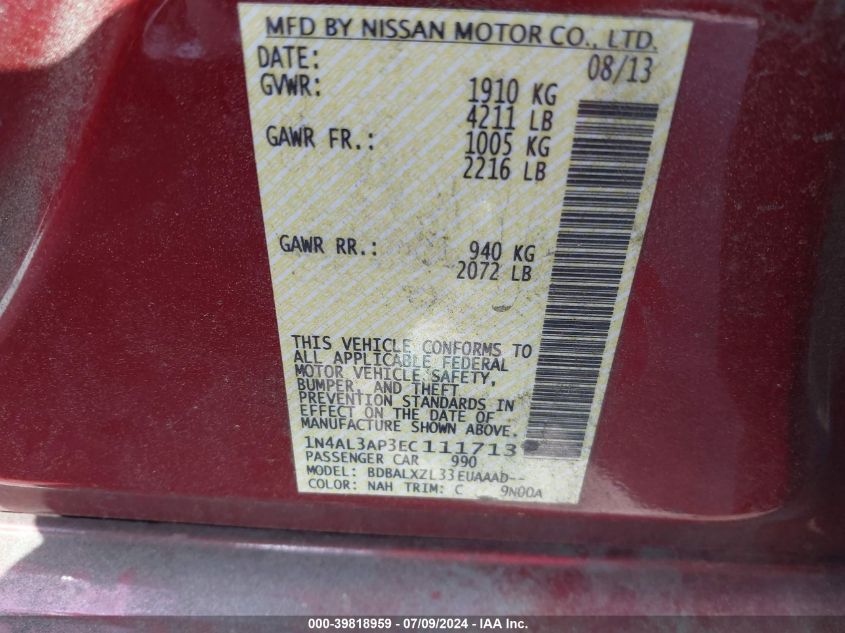 MFD BY NISSAN MOTOR CO., LTD.
DATE: 08/13
GVWR: 1910 KG
4211 LB
GAWR FR.: 1005 KG
2216 LB
GAWR RR.: 940 KG
2072 LB
THIS VEHICLE CONFORMS TO
ALL APPLICABLE FEDERAL
MOTOR VEHICLE SAFETY,
BUMPER, AND THEFT
PREVENTION STANDARDS IN
EFFECT ON THE DATE OF
MANUFACTURE SHOWN ABOVE.
1N4AL3AP3EC111713
PASSENGER CAR 990
MODEL: BDBALXZL33EUAAAD--
COLOR: NAH TRIM: C 9N00A
000-39818959 / 07/09/2024 - IAA Inc.